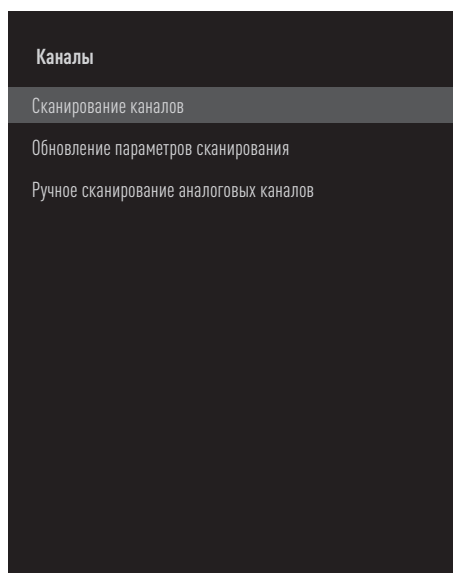 Каналы
Сканирование каналов
Обновление параметров сканирования
Ручное сканирование аналоговых каналов